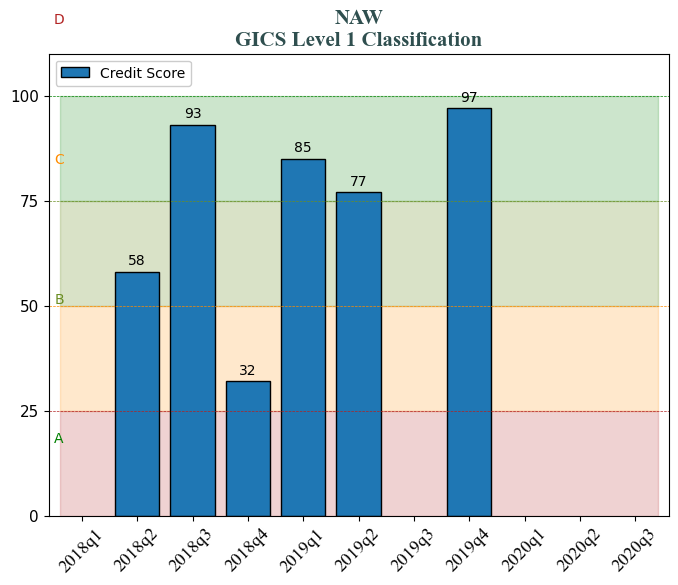 D
NAW
GICS Level 1 Classification
Credit Score
100
75
50
25
0
C
B
A
58
93
32
85
77
97
2018q1
2018q2
2018q3
2018q4
2019q1
2019q2
2019q3
2019q4
2020q1
2020q2
2020q3